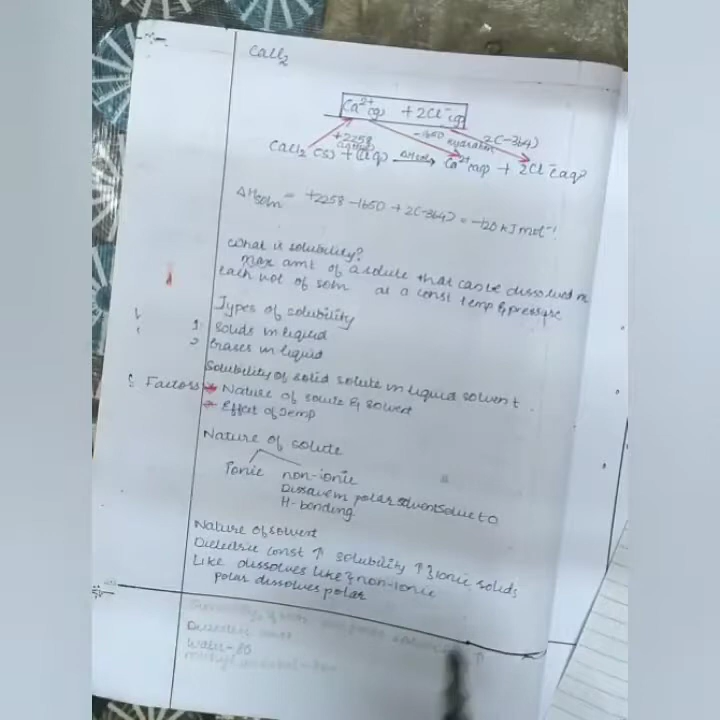 CaCl2
Ca2+(g) + 2Cl-(g)
+2258 -1650 hydration 2(-364)
CaCl2 (s) + (aq) → Ca2+(aq) + 2Cl-(aq)
ΔHsoln = +2258 -1650 + 2(-364) = -120 kJ mol-1
What is solubility?
max amt of a solute that can be dissolved in
each vol of soln at a const temp & pressure
Types of solubility
1 solids in liquid
2 Gases in liquid
Solubility of solid solute in liquid solvent.
Factors → Nature of solute & solvent
→ Effect of Temp
Nature of solute
Ionic non-ionic
Dissolve in polar solvent due to
H-bonding
Nature of solvent
Dielectric const ↑ solubility ↑ } ionic solids
Like dissolves like } non-ionic
polar dissolves polar
Water - 80